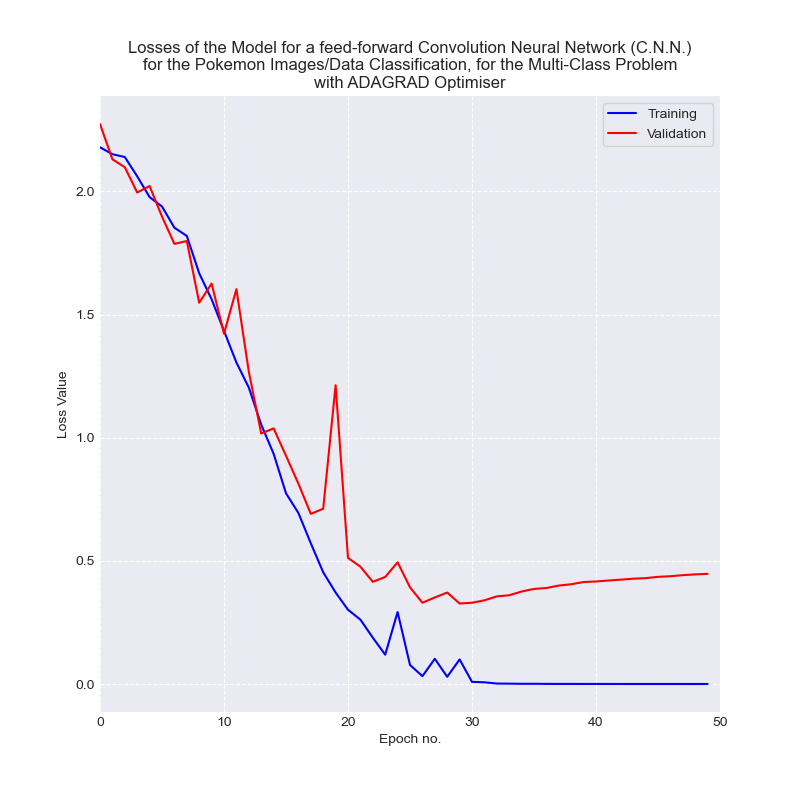 Losses of the Model for a feed-forward Convolution Neural Network (C.N.N.)
for the Pokemon Images/Data Classification, for the Multi-Class Problem
with ADAGRAD Optimiser
Training
Validation
2.0
1.5
1.0
0.5
0.0
Loss Value
0 10 20 30 40 50
Epoch no.